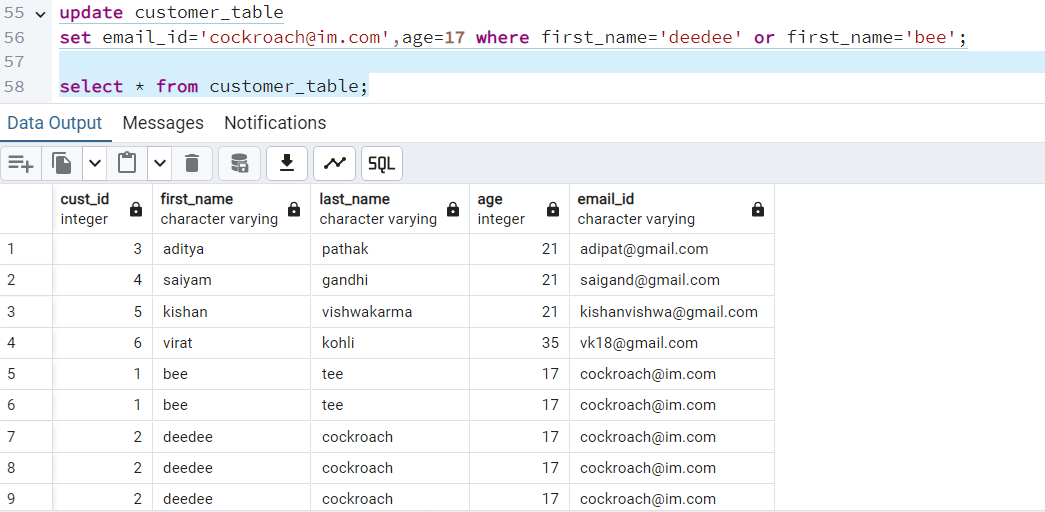 55 update customer_table
56 set email_id='cockroach@im.com',age=17 where first_name='deedee' or first_name='bee';
57
58 select * from customer_table;
Data Output Messages Notifications
SQL
cust_id first_name last_name age email_id
integer character varying character varying integer character varying
1 3 aditya pathak 21 adipat@gmail.com
2 4 saiyam gandhi 21 saigand@gmail.com
3 5 kishan vishwakarma 21 kishanvishwa@gmail.com
4 6 virat kohli 35 vk18@gmail.com
5 1 bee tee 17 cockroach@im.com
6 1 bee tee 17 cockroach@im.com
7 2 deedee cockroach 17 cockroach@im.com
8 2 deedee cockroach 17 cockroach@im.com
9 2 deedee cockroach 17 cockroach@im.com